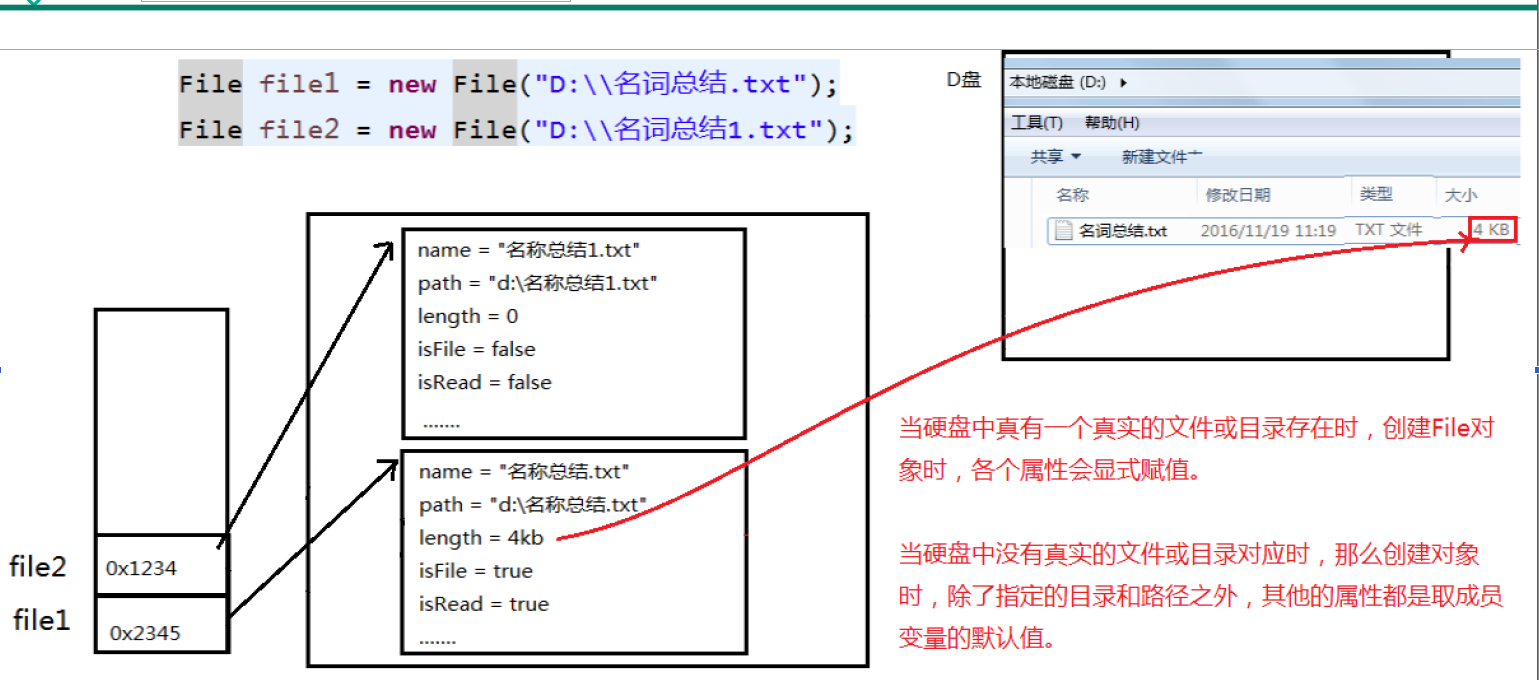 File file1 = new File("D:\\名词总结.txt");
File file2 = new File("D:\\名词总结1.txt");
D盘
本地磁盘 (D:)
工具(T) 帮助(H)
共享 新建文件
名称 修改日期 类型 大小
名词总结.txt 2016/11/19 11:19 TXT 文件 4 KB
name = "名称总结1.txt"
path = "d:\名称总结1.txt"
length = 0
isFile = false
isRead = false
.......
name = "名称总结.txt"
path = "d:\名称总结.txt"
length = 4kb
isFile = true
isRead = true
.......
file2 0x1234
file1 0x2345
当硬盘中真有一个真实的文件或目录存在时，创建File对
象时，各个属性会显式赋值。
当硬盘中没有真实的文件或目录对应时，那么创建对象
时，除了指定的目录和路径之外，其他的属性都是取成员
变量的默认值。